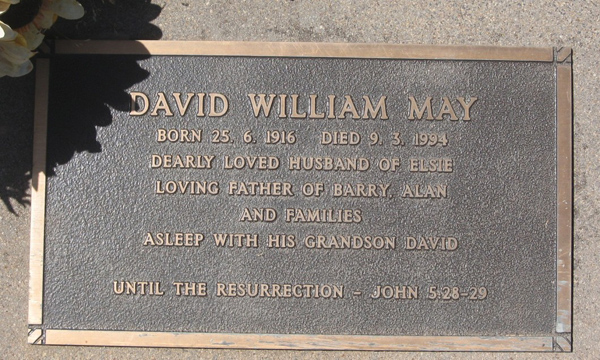 DAVID WILLIAM MAY
BORN 25. 6. 1916 DIED 9. 3. 1994
DEARLY LOVED HUSBAND OF ELSIE
LOVING FATHER OF BARRY, ALAN
AND FAMILIES
ASLEEP WITH HIS GRANDSON DAVID
UNTIL THE RESURRECTION - JOHN 5:28-29